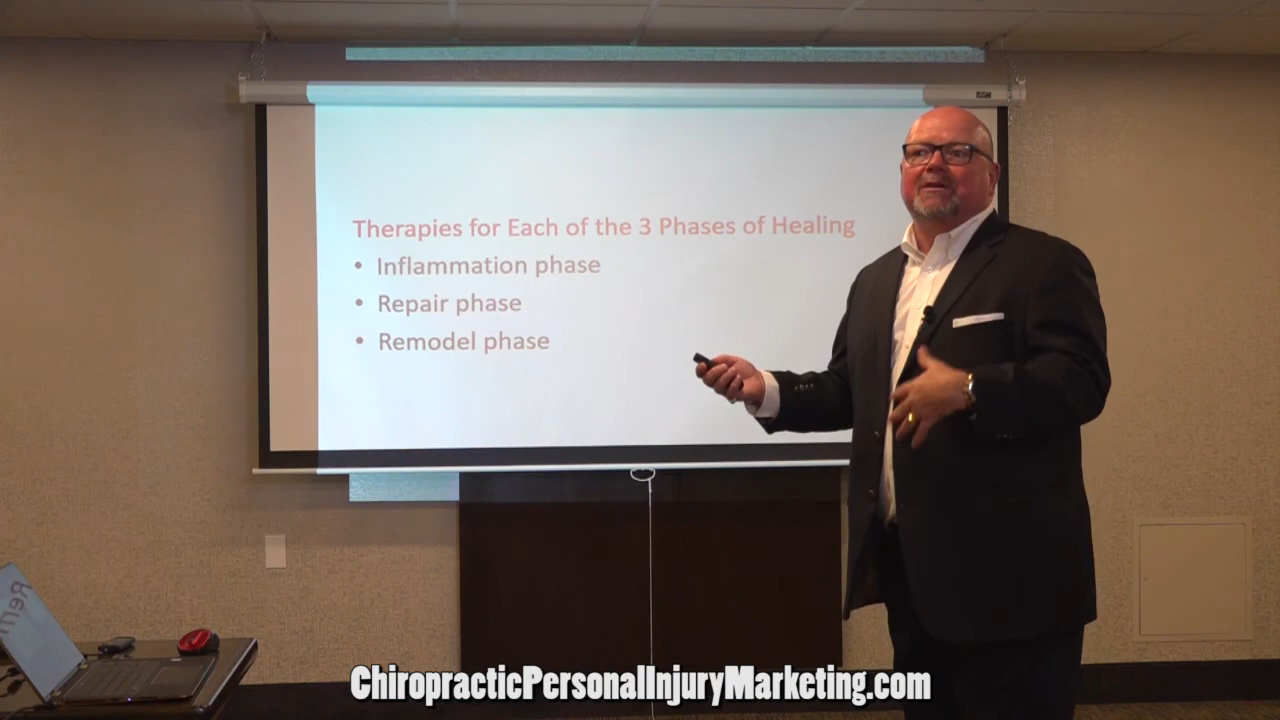 Therapies for Each of the 3 Phases of Healing
• Inflammation phase
• Repair phase
• Remodel phase
ChiropracticPersonalInjuryMarketing.com